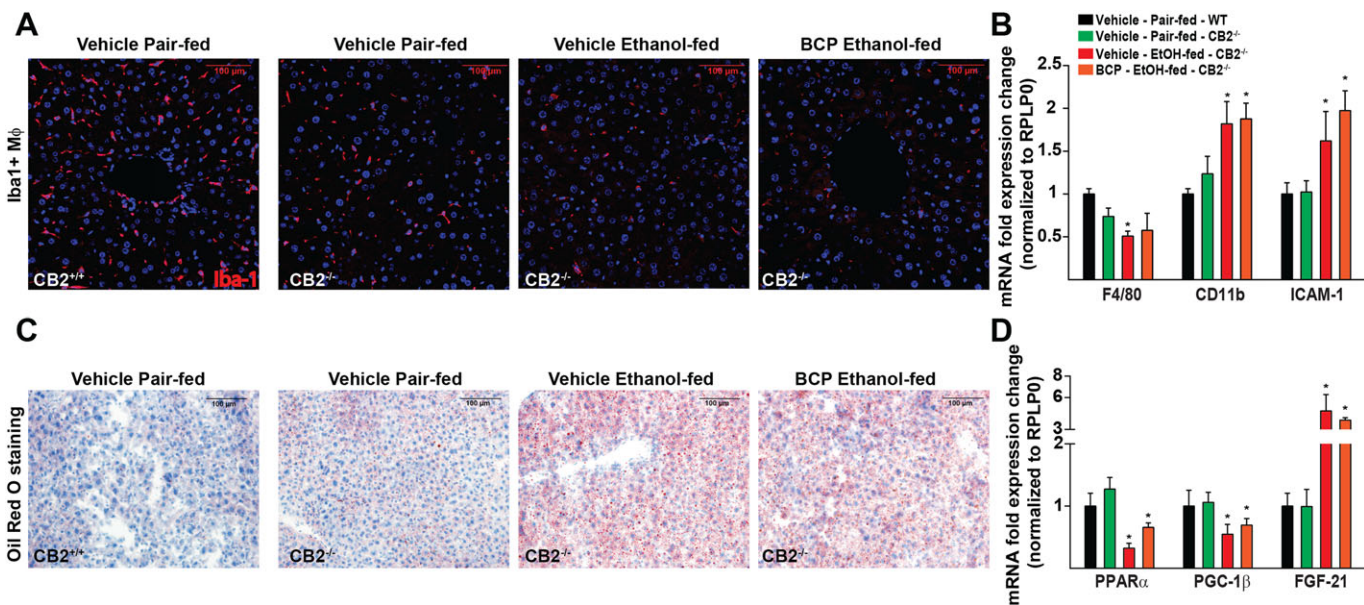 A
Vehicle Pair-fed
Vehicle Pair-fed
Vehicle Ethanol-fed
BCP Ethanol-fed
Iba1+ Mϕ
100 µm
100 µm
100 µm
100 µm
CB2+/+
Iba-1
CB2-/-
CB2-/-
CB2-/-
B
Vehicle - Pair-fed - WT
Vehicle - Pair-fed - CB2-/-
Vehicle - EtOH-fed - CB2-/-
BCP - EtOH-fed - CB2-/-
mRNA fold expression change
(normalized to RPLP0)
2.5
2
1.5
1
0.5
* * * * *
F4/80 CD11b ICAM-1
C
Vehicle Pair-fed
Vehicle Pair-fed
Vehicle Ethanol-fed
BCP Ethanol-fed
Oil Red O staining
100 µm
100 µm
100 µm
100 µm
CB2+/+
CB2-/-
CB2-/-
CB2-/-
D
mRNA fold expression change
(normalized to RPLP0)
8
6
3
2
1
* * * * * *
PPARα PGC-1β FGF-21